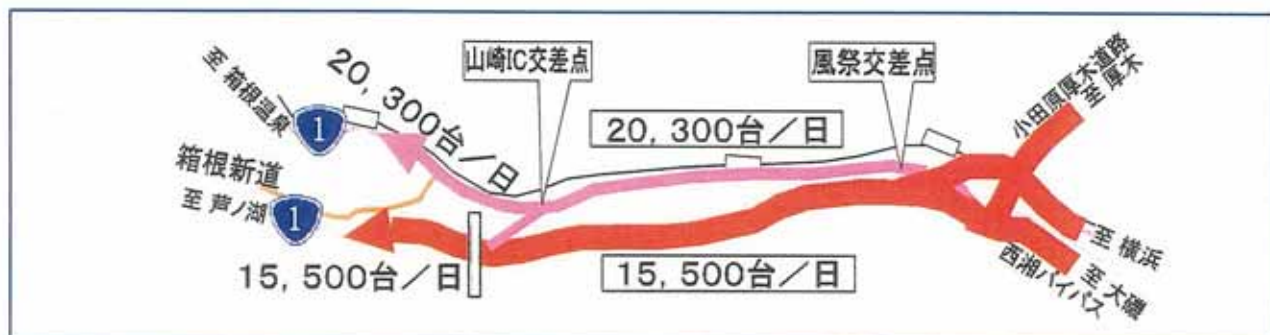 至 箱根温泉
20, 300台／日
山崎IC交差点
風祭交差点
小田原厚木道路
至 厚木
1
20, 300台／日
箱根新道
至 芦ノ湖
1
15, 500台／日
15, 500台／日
至 横浜
西湘バイパス
至 大磯